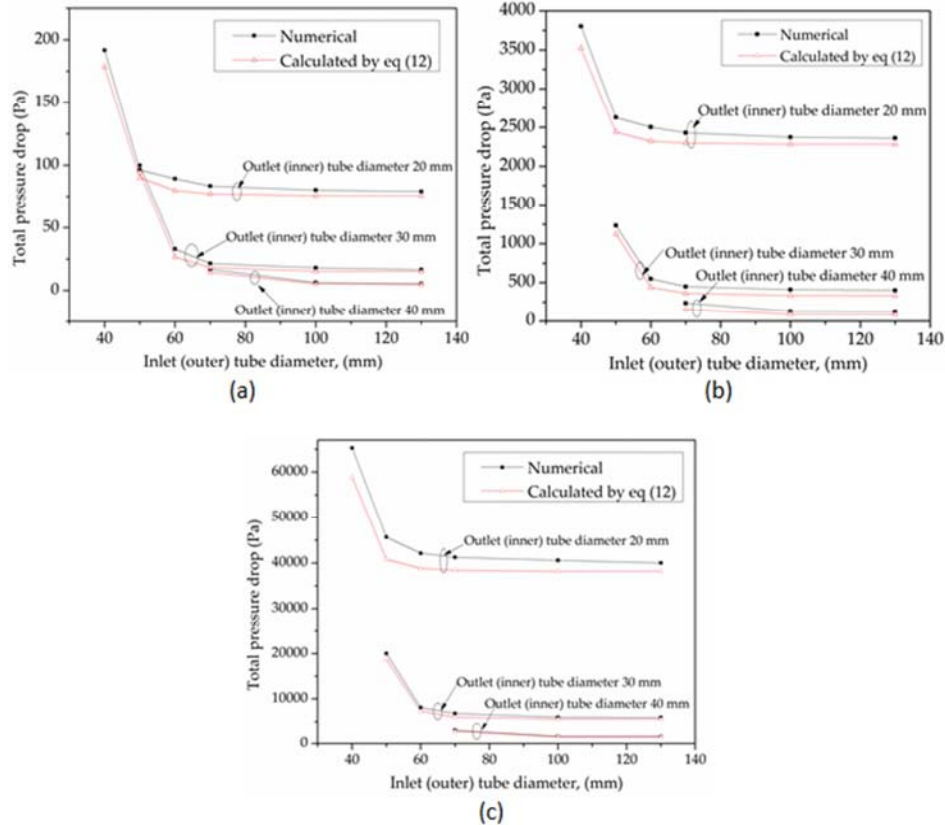 200
150
100
50
0
Total pressure drop (Pa)
Numerical
Calculated by eq (12)
Outlet (inner) tube diameter 20 mm
Outlet (inner) tube diameter 30 mm
Outlet (inner) tube diameter 40 mm
40 60 80 100 120 140
Inlet (outer) tube diameter, (mm)
(a)
4000
3500
3000
2500
2000
1500
1000
500
0
Total pressure drop (Pa)
Numerical
Calculated by eq (12)
Outlet (inner) tube diameter 20 mm
Outlet (inner) tube diameter 30 mm
Outlet (inner) tube diameter 40 mm
40 60 80 100 120 140
Inlet (outer) tube diameter, (mm)
(b)
60000
50000
40000
30000
20000
10000
0
Total pressure drop (Pa)
Numerical
Calculated by eq (12)
Outlet (inner) tube diameter 20 mm
Outlet (inner) tube diameter 30 mm
Outlet (inner) tube diameter 40 mm
40 60 80 100 120 140
Inlet (outer) tube diameter, (mm)
(c)